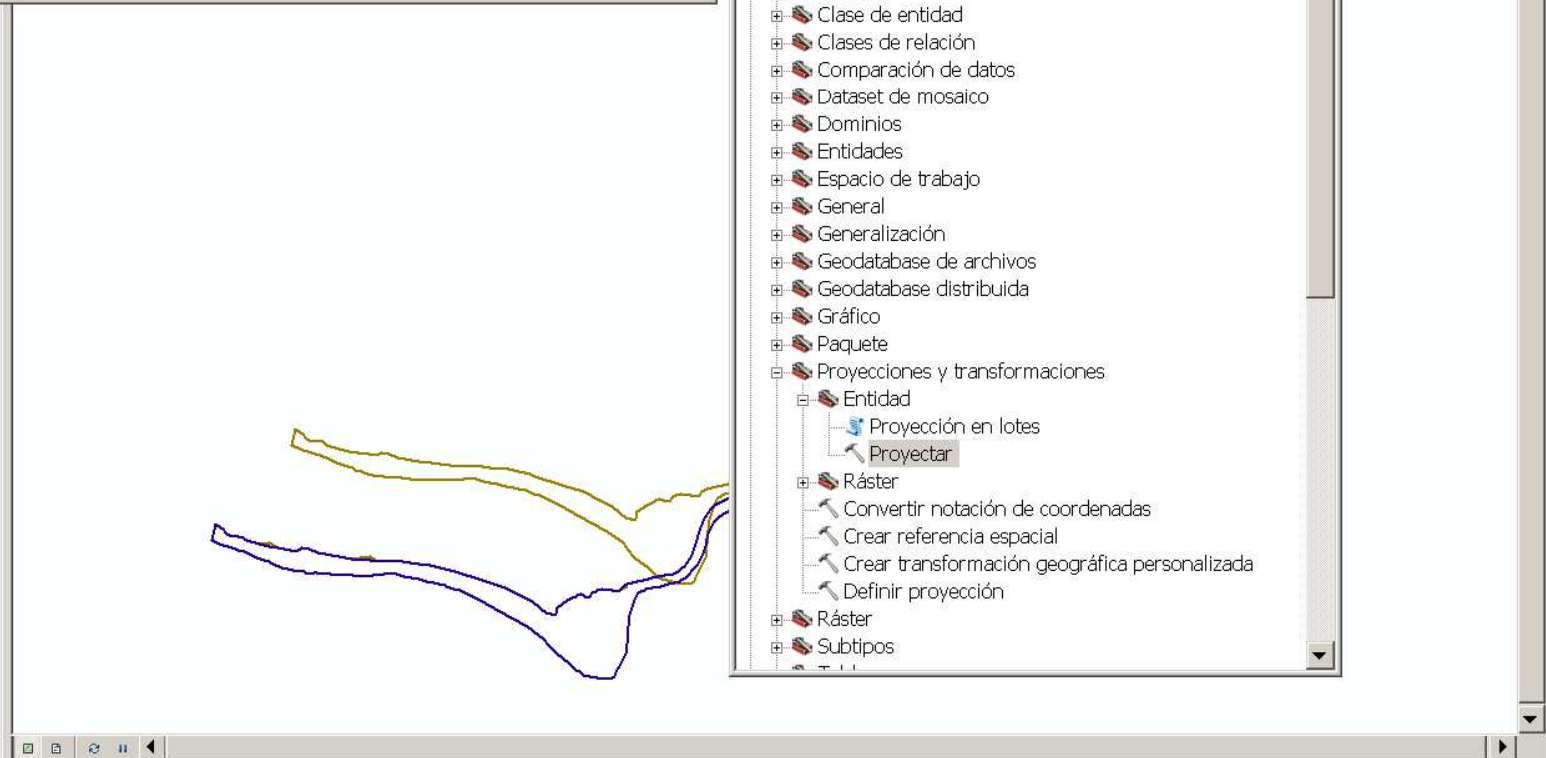 Clase de entidad
Clases de relación
Comparación de datos
Dataset de mosaico
Dominios
Entidades
Espacio de trabajo
General
Generalización
Geodatabase de archivos
Geodatabase distribuida
Gráfico
Paquete
Proyecciones y transformaciones
Entidad
Proyección en lotes
Proyectar
Ráster
Convertir notación de coordenadas
Crear referencia espacial
Crear transformación geográfica personalizada
Definir proyección
Ráster
Subtipos